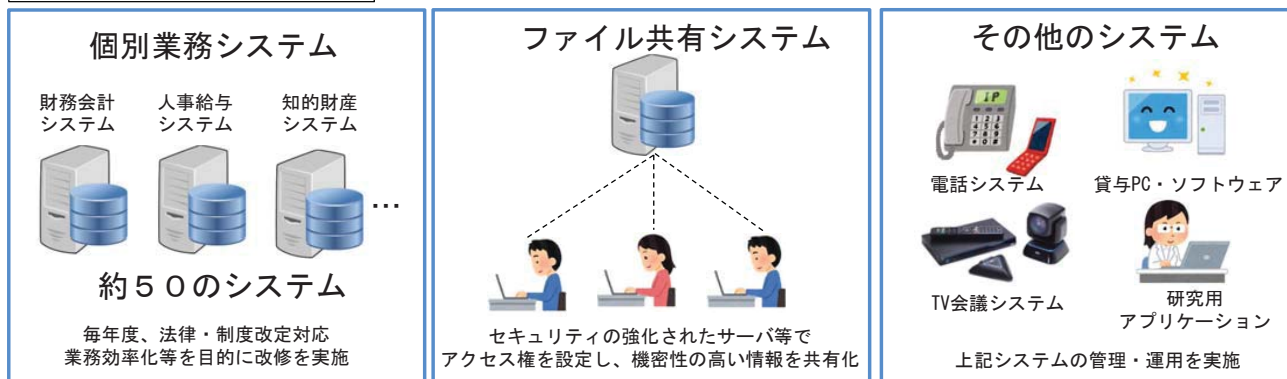 個別業務システム
財務会計
システム
人事給与
システム
知的財産
システム
...
約５０のシステム
毎年度、法律・制度改定対応
業務効率化等を目的に改修を実施
ファイル共有システム
セキュリティの強化されたサーバ等で
アクセス権を設定し、機密性の高い情報を共有化
その他のシステム
IP
電話システム
貸与PC・ソフトウェア
TV会議システム
研究用
アプリケーション
上記システムの管理・運用を実施